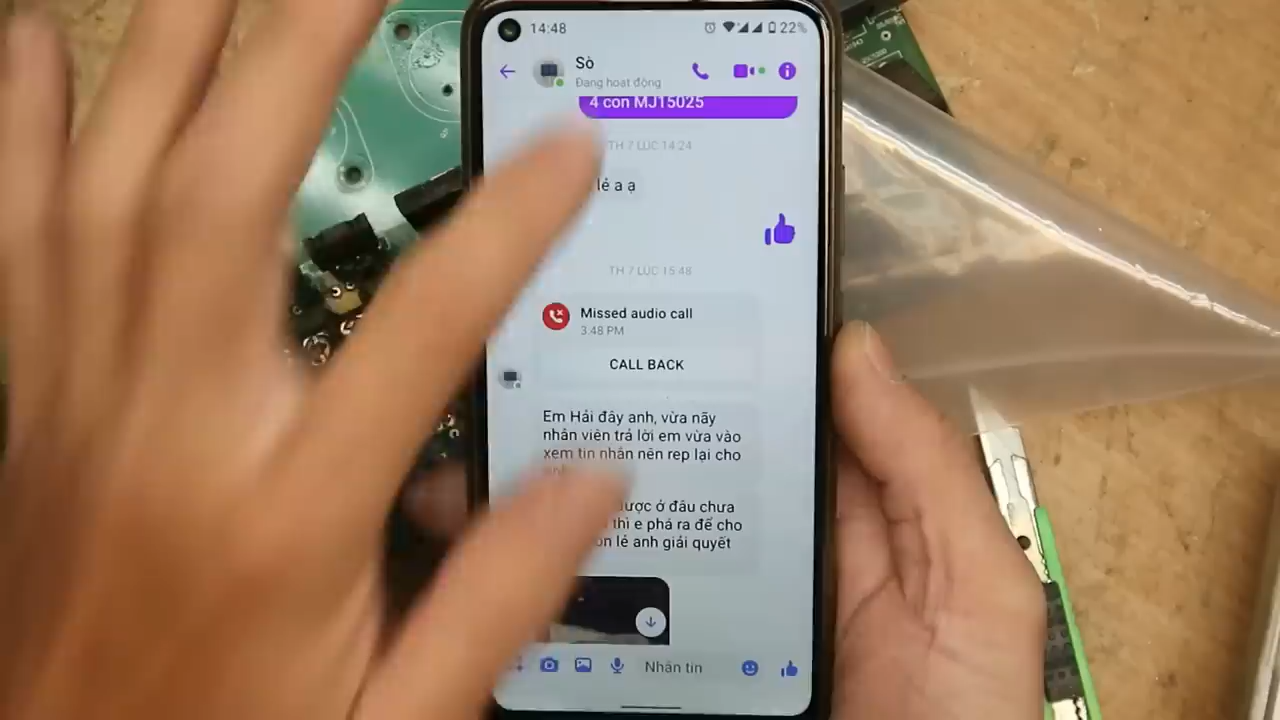 14:48
22%
Sò
Đang hoạt động
4 con MJ15025
TH 7 LÚC 14:24
lẻ a ạ
TH 7 LÚC 15:48
Missed audio call
3:48 PM
CALL BACK
Em Hải đây anh, vừa nãy
nhân viên trả lời em vừa vào
xem tin nhắn nên rep lại cho
được ở đâu chưa
thì e phá ra để cho
lẻ anh giải quyết
Nhắn tin